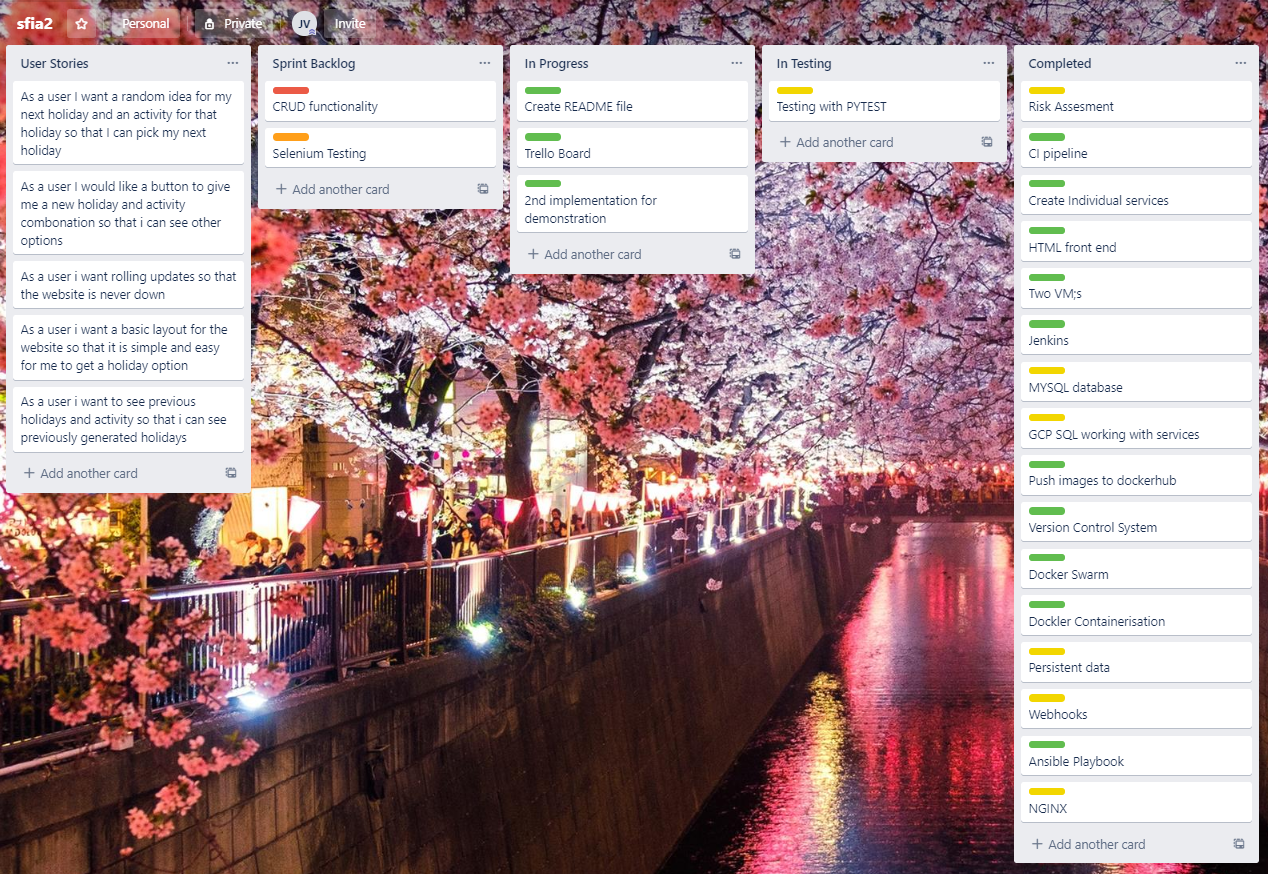 sfia2
Personal
Private
JV
Invite
User Stories
As a user I want a random idea for my
next holiday and an activity for that
holiday so that I can pick my next
holiday
As a user I would like a button to give
me a new holiday and activity
combonation so that i can see other
options
As a user i want rolling updates so that
the website is never down
As a user i want a basic layout for the
website so that it is simple and easy
for me to get a holiday option
As a user i want to see previous
holidays and activity so that i can see
previously generated holidays
+ Add another card
Sprint Backlog
CRUD functionality
Selenium Testing
+ Add another card
In Progress
Create README file
Trello Board
2nd implementation for
demonstration
+ Add another card
In Testing
Testing with PYTEST
+ Add another card
Completed
Risk Assesment
CI pipeline
Create Individual services
HTML front end
Two VM;s
Jenkins
MYSQL database
GCP SQL working with services
Push images to dockerhub
Version Control System
Docker Swarm
Dockler Containerisation
Persistent data
Webhooks
Ansible Playbook
NGINX
+ Add another card